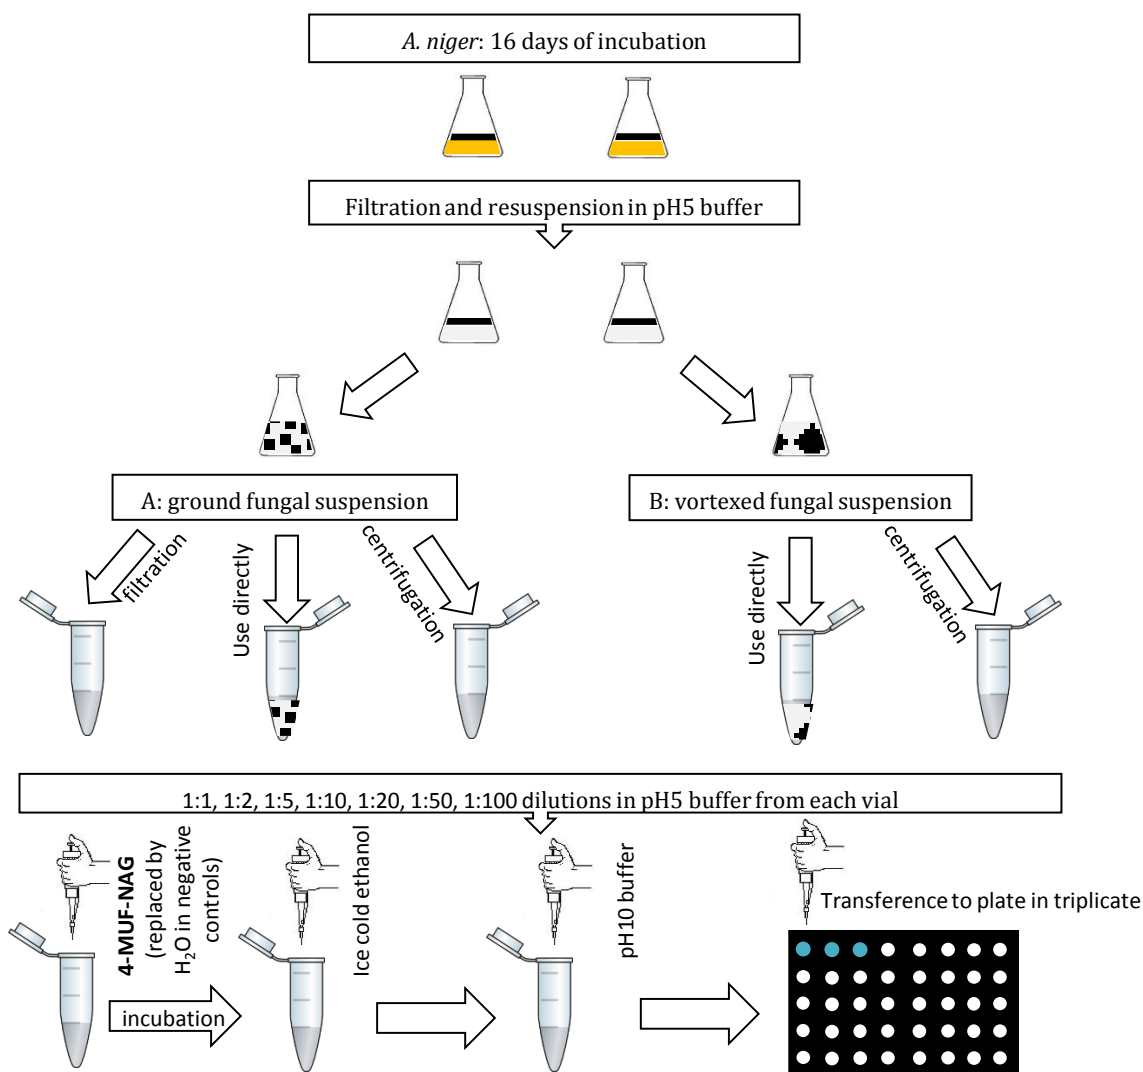 A. niger: 16 days of incubation
Filtration and resuspension in pH5 buffer
A: ground fungal suspension
B: vortexed fungal suspension
filtration
Use directly
centrifugation
Use directly
centrifugation
1:1, 1:2, 1:5, 1:10, 1:20, 1:50, 1:100 dilutions in pH5 buffer from each vial
4-MUF-NAG
(replaced by
H₂O in negative
controls)
Ice cold ethanol
pH10 buffer
Transference to plate in triplicate
incubation